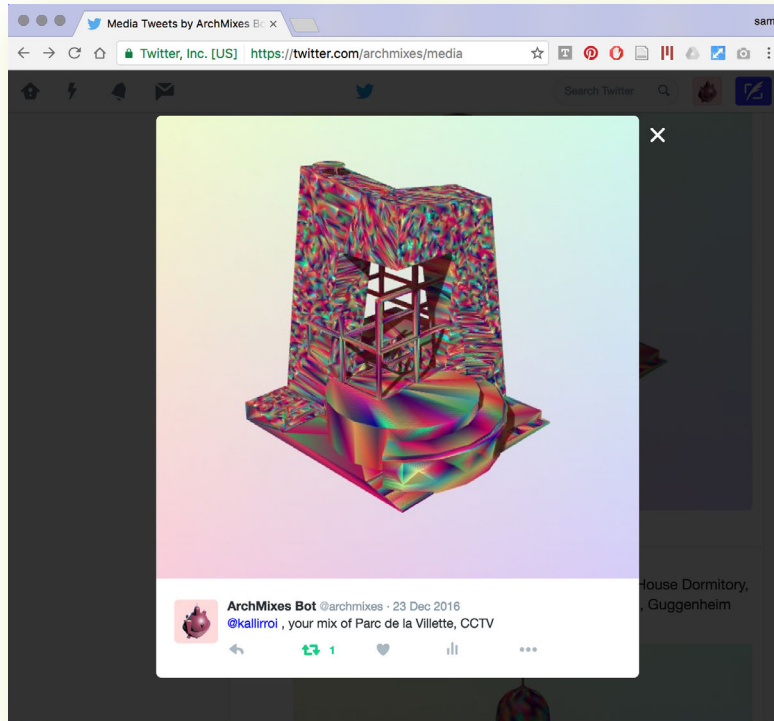 Media Tweets by ArchMixes Bo
sam
Twitter, Inc. [US] https://twitter.com/archmixes/media
Search Twitter
House Dormitory,
, Guggenheim
ArchMixes Bot @archmixes · 23 Dec 2016
@kallirroi , your mix of Parc de la Villette, CCTV
1